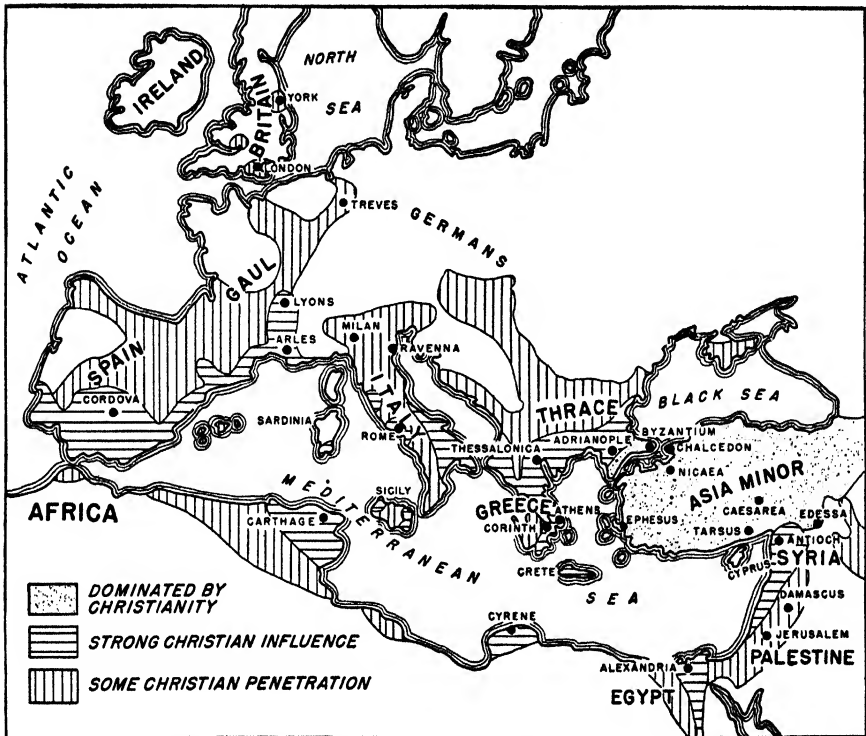 NORTH
SEA
IRELAND
YORK
BRITAIN
LONDON
ATLANTIC
OCEAN
TREVES
GERMANS
GAUL
LYONS
MILAN
ARLES
RAVENNA
SPAIN
CORDOVA
ITALY
SARDINIA
ROME
THRACE
BLACK SEA
BYZANTIUM
ADRIANOPLE
CHALCEDON
THESSALONICA
NICAEA
ASIA MINOR
MEDITERRANEAN
SEA
SICILY
GREECE
ATHENS
CORINTH
EPHESUS
CAESAREA
EDESSA
TARSUS
ANTIOCH
AFRICA
CARTHAGE
CRETE
CYPRUS
SYRIA
DAMASCUS
CYRENE
JERUSALEM
PALESTINE
ALEXANDRIA
EGYPT
DOMINATED BY
CHRISTIANITY
STRONG CHRISTIAN INFLUENCE
SOME CHRISTIAN PENETRATION